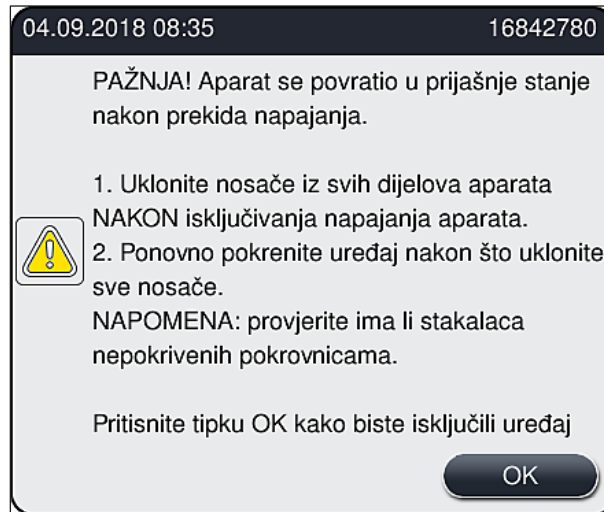 04.09.2018 08:35 16842780
PAŽNJA! Aparat se povratio u prijašnje stanje
nakon prekida napajanja.
1. Uklonite nosače iz svih dijelova aparata
NAKON isključivanja napajanja aparata.
2. Ponovno pokrenite uređaj nakon što uklonite
sve nosače.
NAPOMENA: provjerite ima li stakalaca
nepokrivenih pokrovnicama.
Pritisnite tipku OK kako biste isključili uređaj
OK